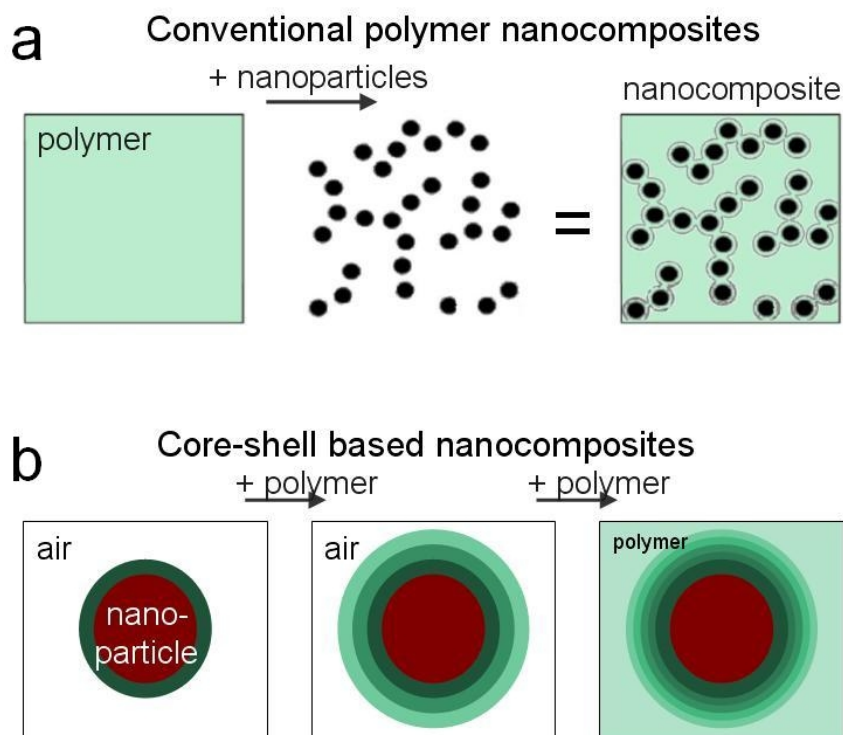 a
Conventional polymer nanocomposites
+ nanoparticles
nanocomposite
polymer
=
b
Core-shell based nanocomposites
+ polymer
+ polymer
air
air
polymer
nano-
particle